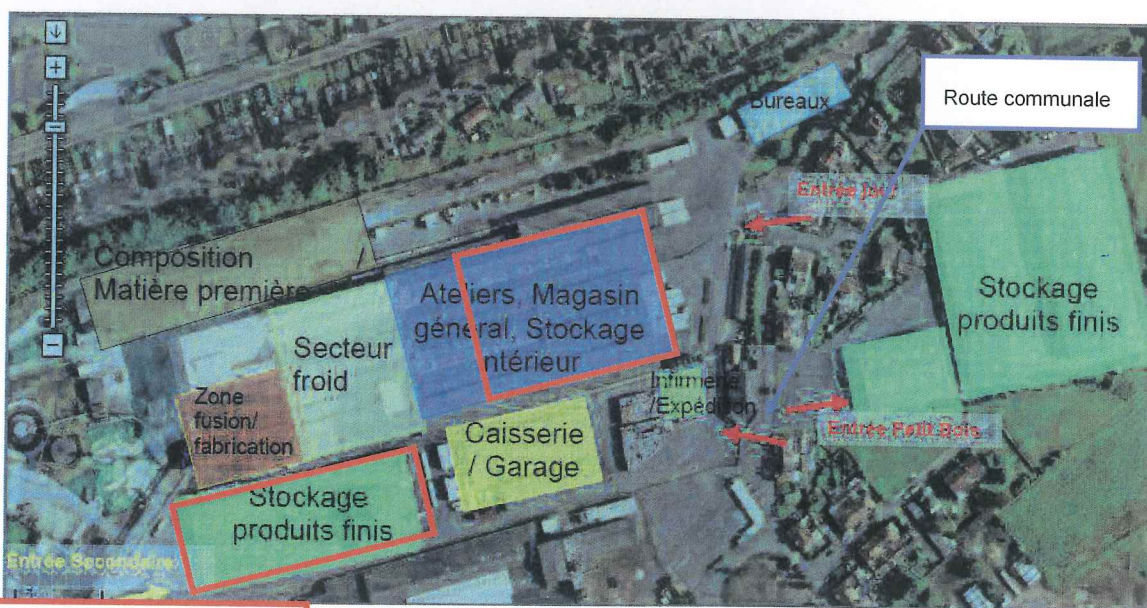 Bureaux
Route communale
Entrée Jour
Composition
Matière première
Ateliers, Magasin
général, Stockage
intérieur
Stockage
produits finis
Secteur
froid
Infirmerie
/Expédition
Zone
fusion/
fabrication
Caisserie
/ Garage
Entrée Petit Bois
Stockage
produits finis
Entrée Secondaire